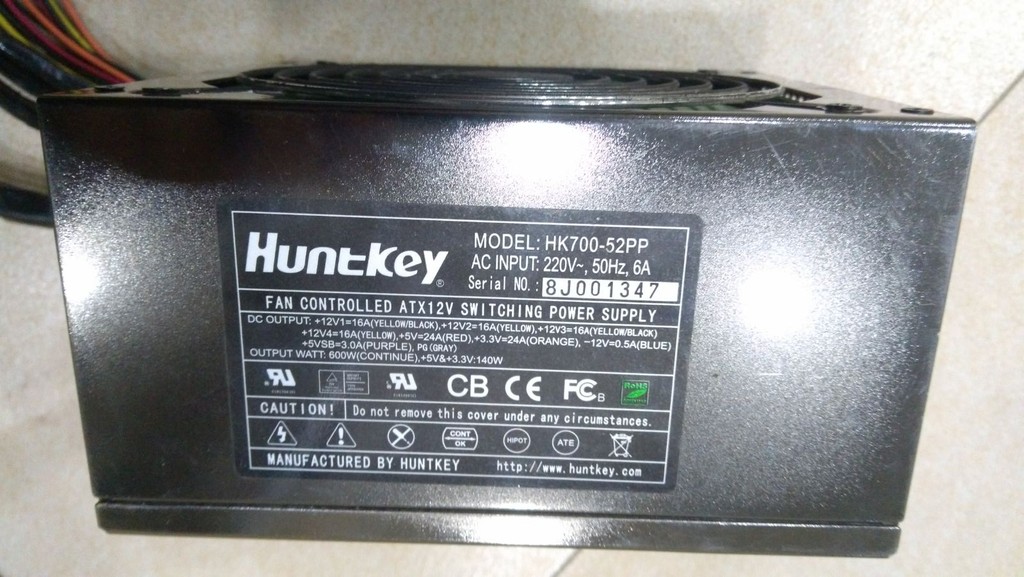 Huntkey®
MODEL: HK700-52PP
AC INPUT: 220V~, 50Hz, 6A
Serial NO.: 8J001347
FAN CONTROLLED ATX12V SWITCHING POWER SUPPLY
DC OUTPUT: +12V1=16A(YELLOW/BLACK),+12V2=16A(YELLOW),+12V3=16A(YELLOW/BLACK)
+12V4=16A(YELLOW),+5V=24A(RED),+3.3V=24A(ORANGE), -12V=0.5A(BLUE)
+5VSB=3.0A(PURPLE), PG(GRAY)
OUTPUT WATT: 600W(CONTINUE),+5V&+3.3V:140W
CB CE FC B RoHS
CAUTION! Do not remove this cover under any circumstances.
CONT OK HIPOT ATE
MANUFACTURED BY HUNTKEY http://www.huntkey.com